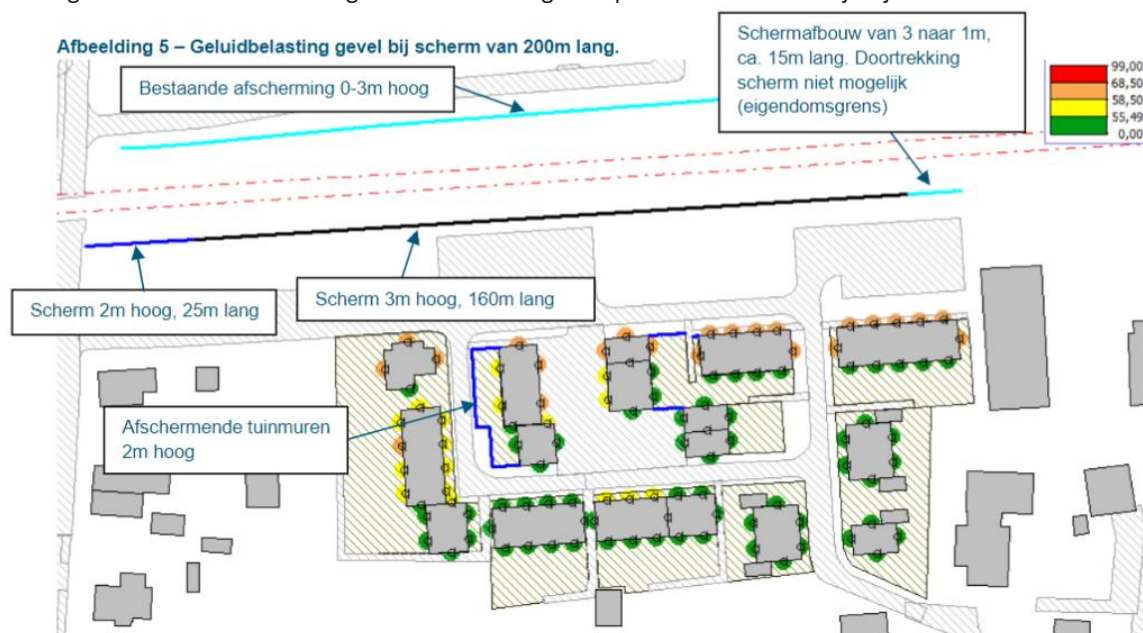 Afbeelding 5 – Geluidbelasting gevel bij scherm van 200m lang.
Bestaande afscherming 0-3m hoog
Schermafbouw van 3 naar 1m,
ca. 15m lang. Doortrekking
scherm niet mogelijk
(eigendomsgrens)
99,00
68,50
58,50
55,49
0,00
Scherm 2m hoog, 25m lang
Scherm 3m hoog, 160m lang
Afschermende tuinmuren
2m hoog